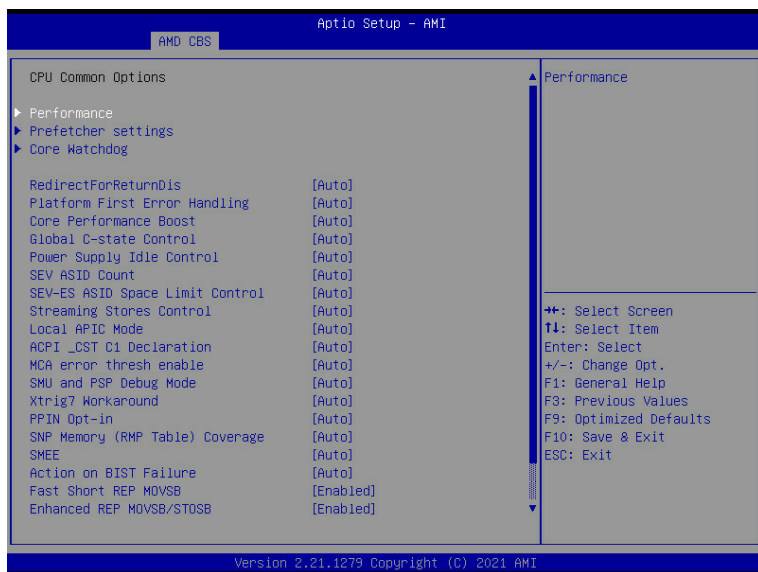 Aptio Setup - AMI
AMD CBS
CPU Common Options
Performance
Prefetcher settings
Core Watchdog
RedirectForReturnDis [Auto]
Platform First Error Handling [Auto]
Core Performance Boost [Auto]
Global C-state Control [Auto]
Power Supply Idle Control [Auto]
SEV ASID Count [Auto]
SEV-ES ASID Space Limit Control [Auto]
Streaming Stores Control [Auto]
Local APIC Mode [Auto]
ACPI _CST C1 Declaration [Auto]
MCA error thresh enable [Auto]
SMU and PSP Debug Mode [Auto]
Xtrig7 Workaround [Auto]
PPIN Opt-in [Auto]
SNP Memory (RMP Table) Coverage [Auto]
SMEE [Auto]
Action on BIST Failure [Auto]
Fast Short REP MOVSB [Enabled]
Enhanced REP MOVSB/STOSB [Enabled]
Performance
→←: Select Screen
↑↓: Select Item
Enter: Select
+/-: Change Opt.
F1: General Help
F3: Previous Values
F9: Optimized Defaults
F10: Save & Exit
ESC: Exit
Version 2.21.1279 Copyright (C) 2021 AMI